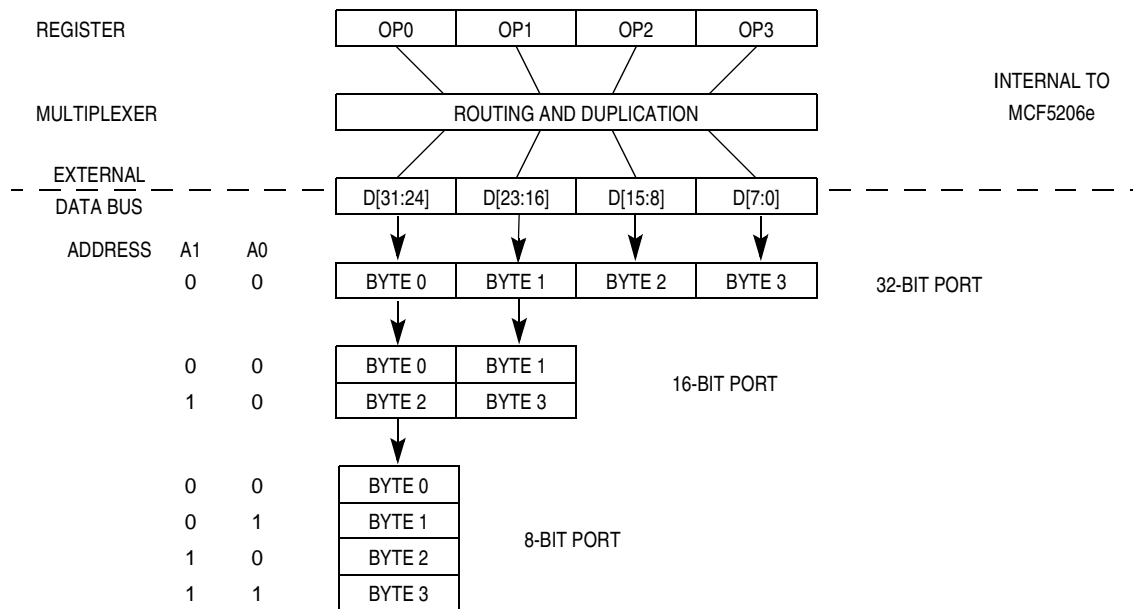 REGISTER OP0 OP1 OP2 OP3
INTERNAL TO
MULTIPLEXER ROUTING AND DUPLICATION MCF5206e
EXTERNAL
DATA BUS D[31:24] D[23:16] D[15:8] D[7:0]
ADDRESS A1 A0
0 0 BYTE 0 BYTE 1 BYTE 2 BYTE 3 32-BIT PORT
0 0 BYTE 0 BYTE 1
16-BIT PORT
1 0 BYTE 2 BYTE 3
0 0 BYTE 0
0 1 BYTE 1
8-BIT PORT
1 0 BYTE 2
1 1 BYTE 3